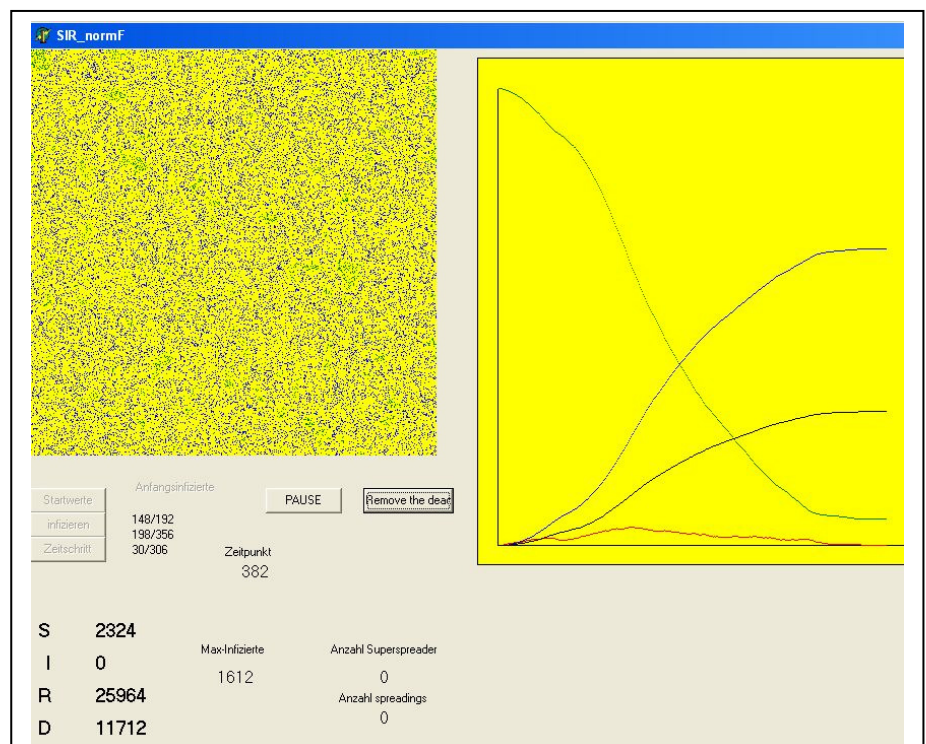 SIR_normF
Anfangsinfizierte
Startwerte
PAUSE
Remove the dead
infizieren
148/192
198/356
Zeitschritt
30/306
Zeitpunkt
382
S 2324
I 0
R 25964
D 11712
Max-Infizierte
1612
Anzahl Superspreader
0
Anzahl spreadings
0